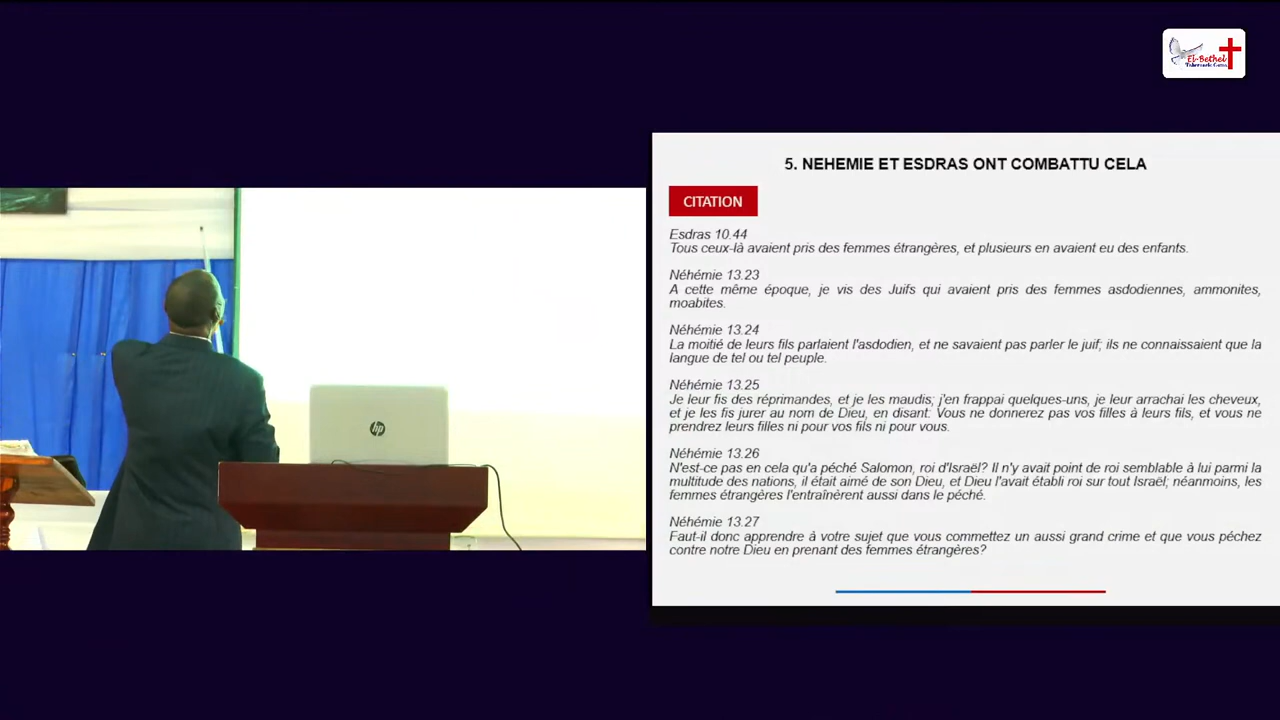 El-Bethel
5. NEHEMIE ET ESDRAS ONT COMBATTU CELA
CITATION
Esdras 10.44
Tous ceux-là avaient pris des femmes étrangères, et plusieurs en avaient eu des enfants.
Néhémie 13.23
A cette même époque, je vis des Juifs qui avaient pris des femmes asdodiennes, ammonites,
moabites.
Néhémie 13.24
La moitié de leurs fils parlaient l'asdodien, et ne savaient pas parler le juif; ils ne connaissaient que la
langue de tel ou tel peuple.
Néhémie 13.25
Je leur fis des réprimandes, et je les maudis; j'en frappai quelques-uns, je leur arrachai les cheveux,
et je les fis jurer au nom de Dieu, en disant: Vous ne donnerez pas vos filles à leurs fils, et vous ne
prendrez leurs filles ni pour vos fils ni pour vous.
Néhémie 13.26
N'est-ce pas en cela qu'a péché Salomon, roi d'Israël? Il n'y avait point de roi semblable à lui parmi la
multitude des nations, il était aimé de son Dieu, et Dieu l'avait établi roi sur tout Israël; néanmoins, les
femmes étrangères l'entraînèrent aussi dans le péché.
Néhémie 13.27
Faut-il donc apprendre à votre sujet que vous commettez un aussi grand crime et que vous péchez
contre notre Dieu en prenant des femmes étrangères?
hp